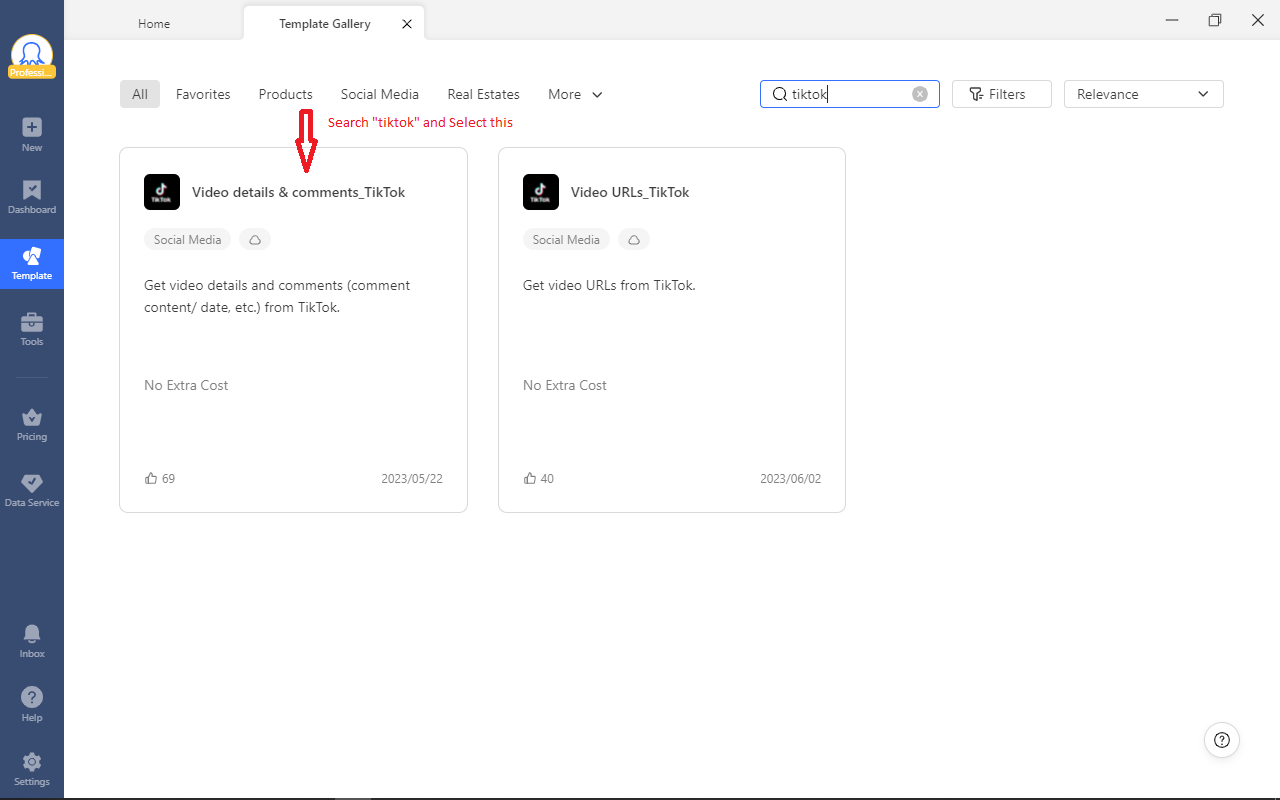 Home
Template Gallery
Professi...
New
Dashboard
Template
Tools
Pricing
Data Service
Inbox
Help
Settings
All
Favorites
Products
Social Media
Real Estates
More
tiktok
Filters
Relevance
Search "tiktok" and Select this
TikTok
Video details & comments_TikTok
Social Media
Get video details and comments (comment
content/ date, etc.) from TikTok.
No Extra Cost
69
2023/05/22
TikTok
Video URLs_TikTok
Social Media
Get video URLs from TikTok.
No Extra Cost
40
2023/06/02